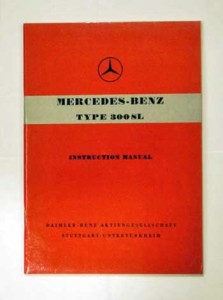 MERCEDES-BENZ
TYPE 300 SL
INSTRUCTION MANUAL
DAIMLER-BENZ AKTIENGESELLSCHAFT
STUTTGART-UNTERTÜRKHEIM